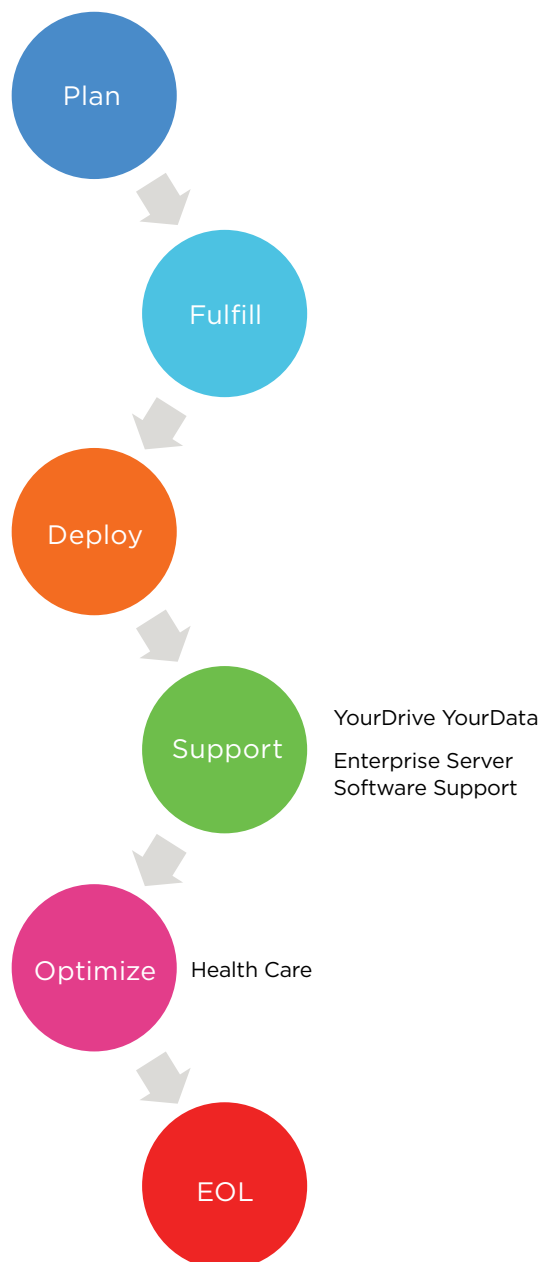 Plan
Fulfill
Deploy
Support
YourDrive YourData
Enterprise Server
Software Support
Optimize
Health Care
EOL